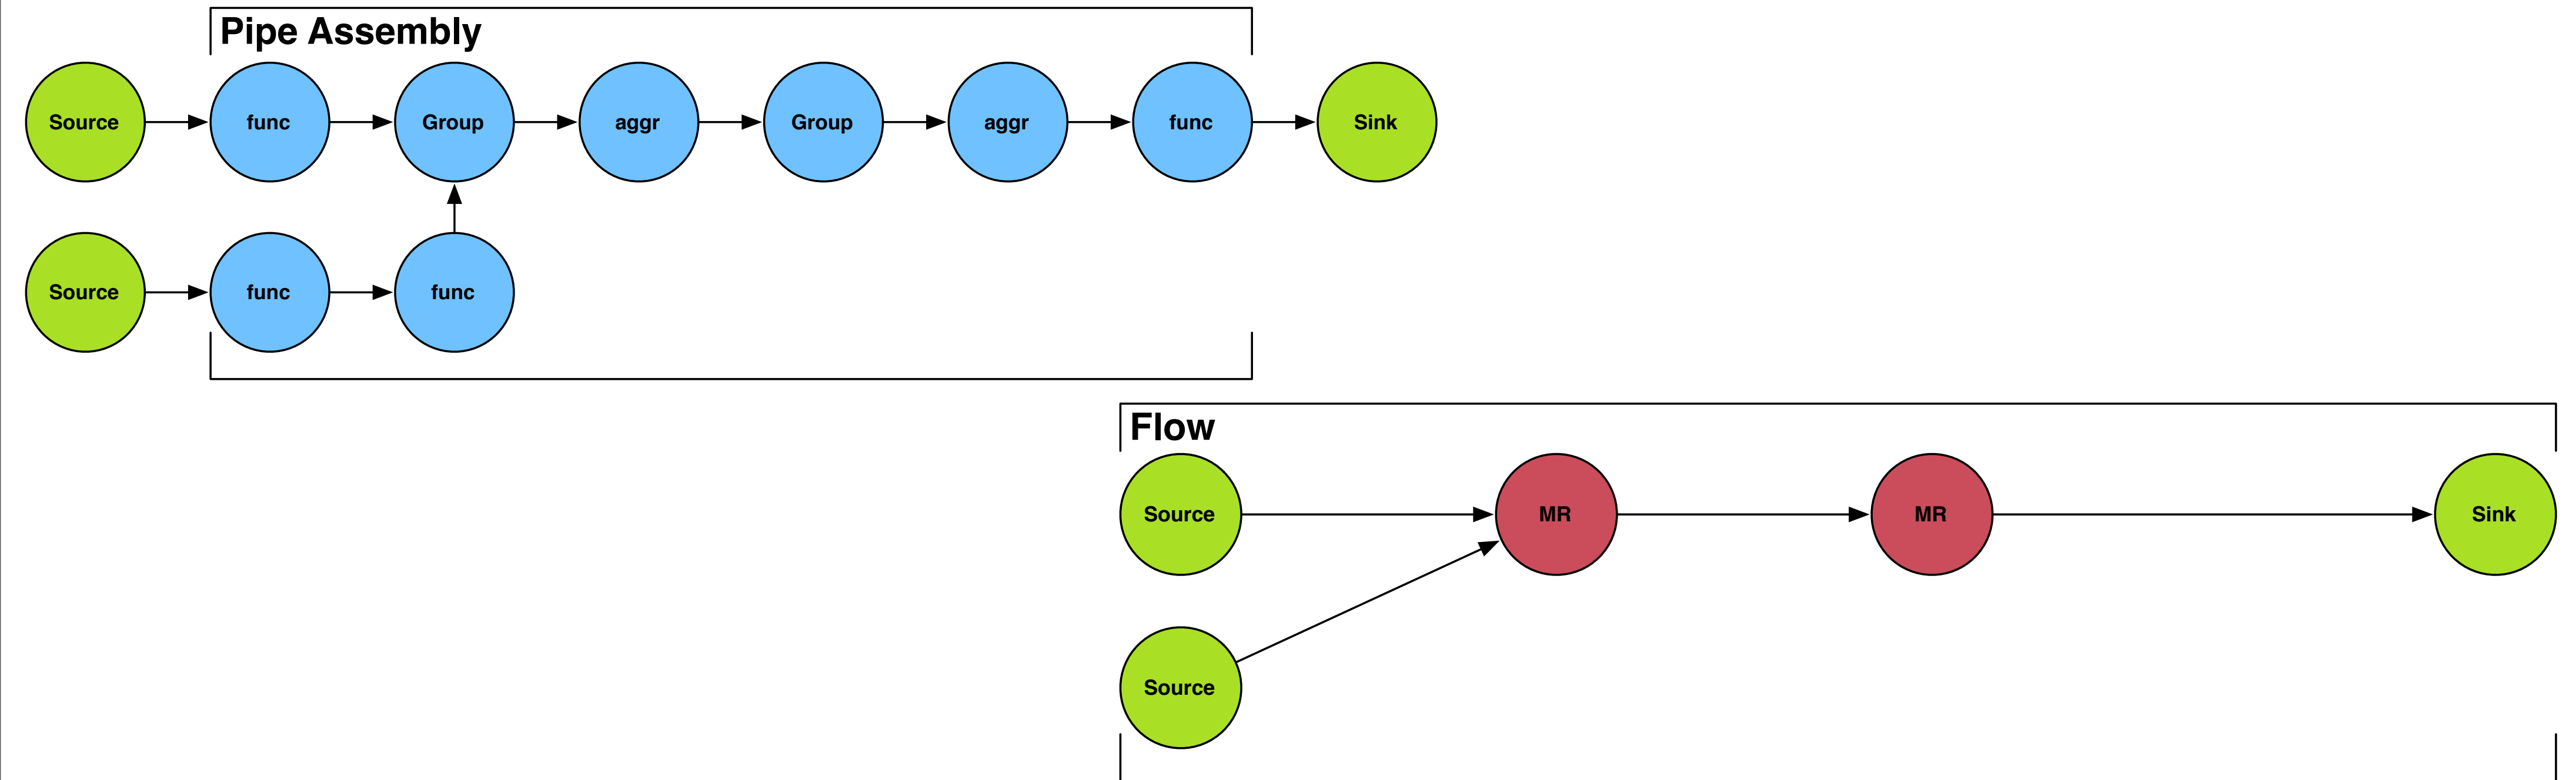 Pipe Assembly
Source func Group aggr Group aggr func Sink
Source func func
Flow
Source MR MR Sink
Source